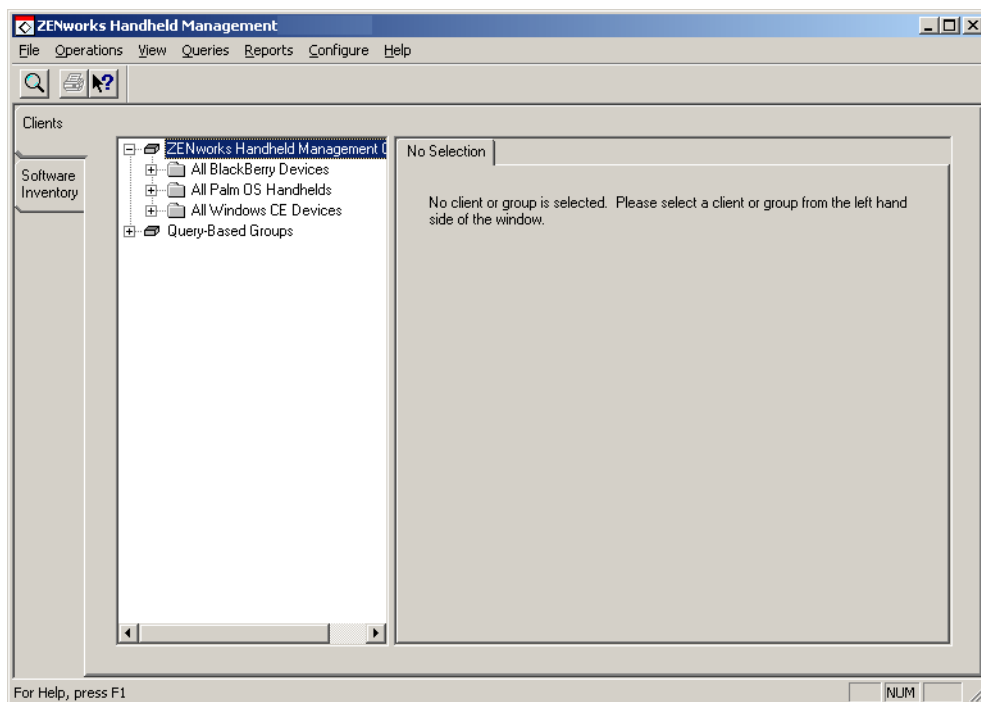 ZENworks Handheld Management
File Operations View Queries Reports Configure Help
Clients
Software
Inventory
ZENworks Handheld Management
All BlackBerry Devices
All Palm OS Handhelds
All Windows CE Devices
Query-Based Groups
No Selection
No client or group is selected. Please select a client or group from the left hand
side of the window.
For Help, press F1
NUM